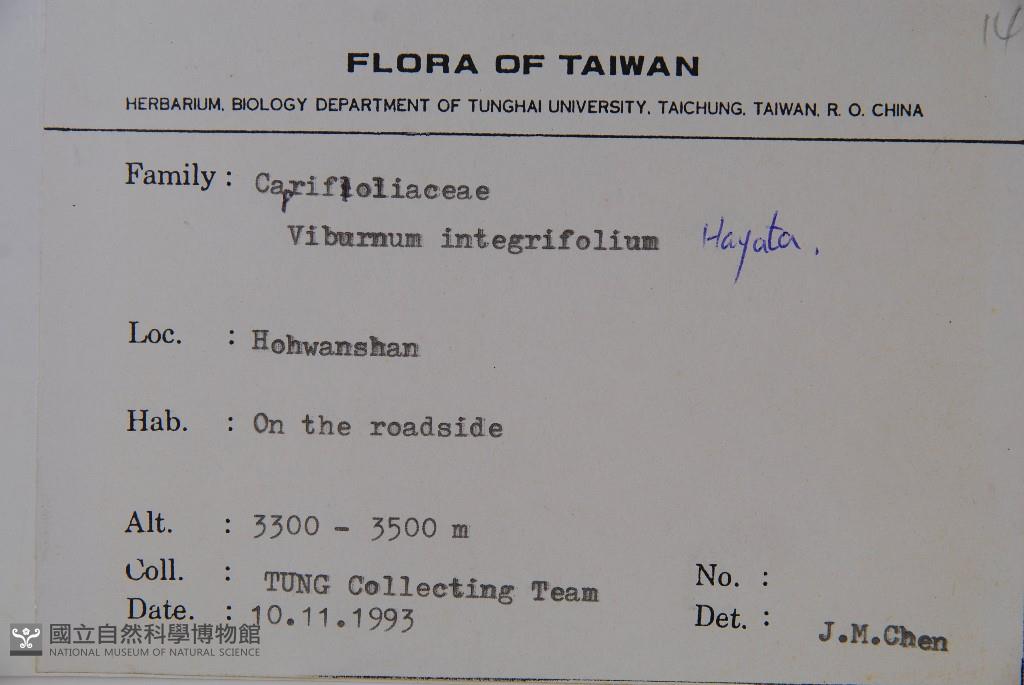 14
FLORA OF TAIWAN
HERBARIUM, BIOLOGY DEPARTMENT OF TUNGHAI UNIVERSITY, TAICHUNG, TAIWAN, R. O. CHINA
Family : Caprifloliaceae
Viburnum integrifolium Hayata.
Loc. : Hohwanshan
Hab. : On the roadside
Alt. : 3300 - 3500 m
Coll. : TUNG Collecting Team No. :
Date. : 10.11.1993 Det. : J.M.Chen
國立自然科學博物館
NATIONAL MUSEUM OF NATURAL SCIENCE